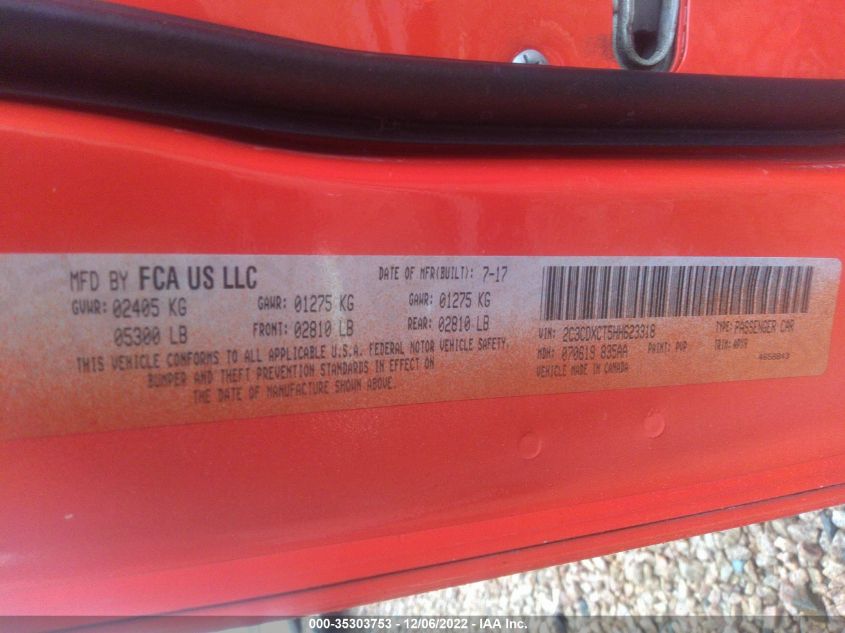 MFD BY FCA US LLC DATE OF MFR(BUILT): 7-17
GVWR: 02405 KG GAWR: 01275 KG GAWR: 01275 KG
05300 LB FRONT: 02810 LB REAR: 02810 LB
THIS VEHICLE CONFORMS TO ALL APPLICABLE U.S.A. FEDERAL MOTOR VEHICLE SAFETY,
BUMPER AND THEFT PREVENTION STANDARDS IN EFFECT ON
THE DATE OF MANUFACTURE SHOWN ABOVE.
VIN: 2C3CDXCT5HH623318 TYPE: PASSENGER CAR
MDH: 070619 835AA PAINT: TRIM:
VEHICLE MADE IN CANADA
000-35303753 - 12/06/2022 - IAA Inc.